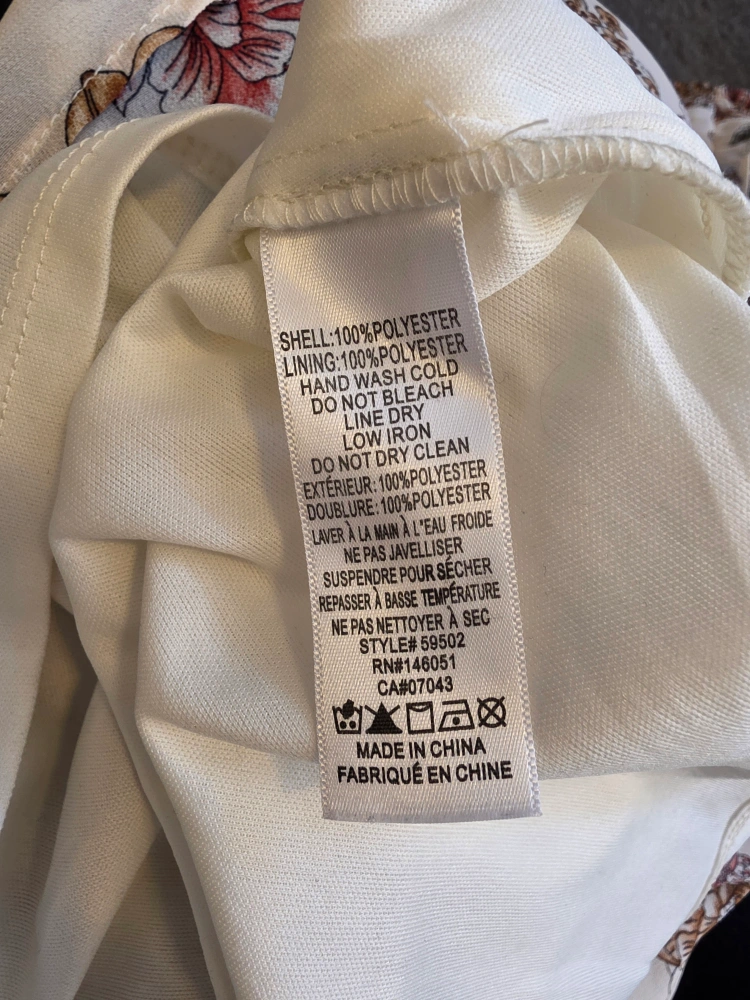 SHELL:100%POLYESTER
LINING:100%POLYESTER
HAND WASH COLD
DO NOT BLEACH
LINE DRY
LOW IRON
DO NOT DRY CLEAN
EXTÉRIEUR:100%POLYESTER
DOUBLURE:100%POLYESTER
LAVER À LA MAIN À L"EAU FROIDE
NE PAS JAVELLISER
SUSPENDRE POUR SÉCHER
REPASSER À BASSE TEMPÉRATURE
NE PAS NETTOYER À SEC
STYLE# 59502
RN#146051
CA#07043
MADE IN CHINA
FABRIQUÉ EN CHINE